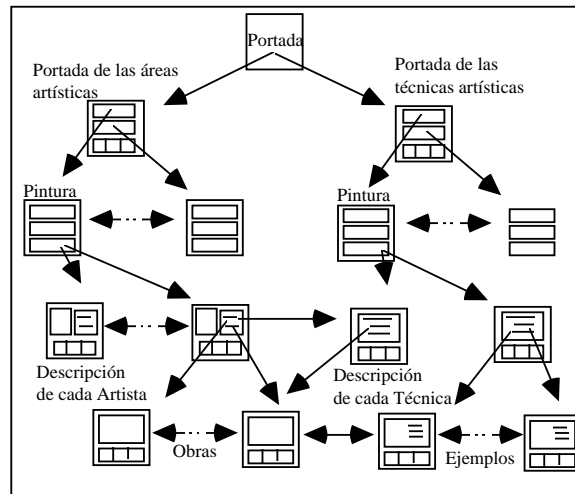 Portada
Portada de las áreas
artísticas
Portada de las
técnicas artísticas
Pintura
Pintura
Descripción
de cada Artista
Descripción
de cada Técnica
Obras
Ejemplos